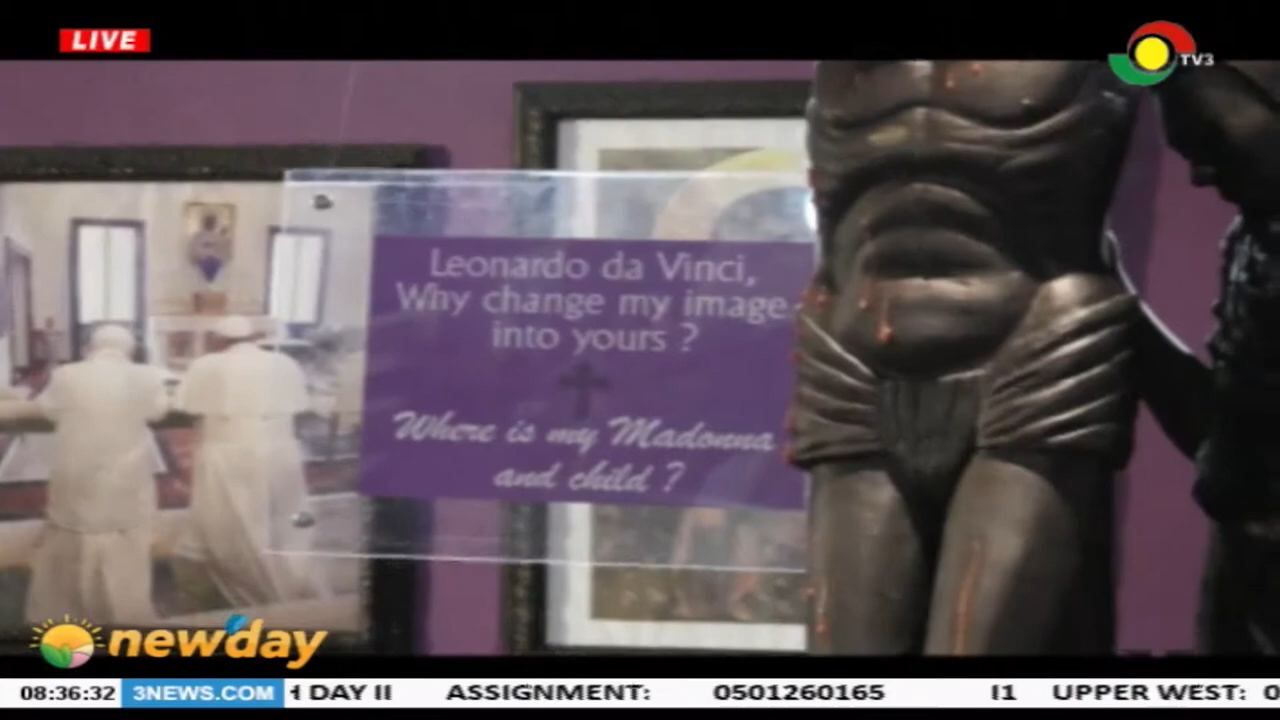 LIVE
TV3
Leonardo da Vinci,
Why change my image
into yours ?
Where is my Madonna
and child ?
newday
08:36:32 3NEWS.COM DAY II ASSIGNMENT: 0501260165 I1 UPPER WEST: 0